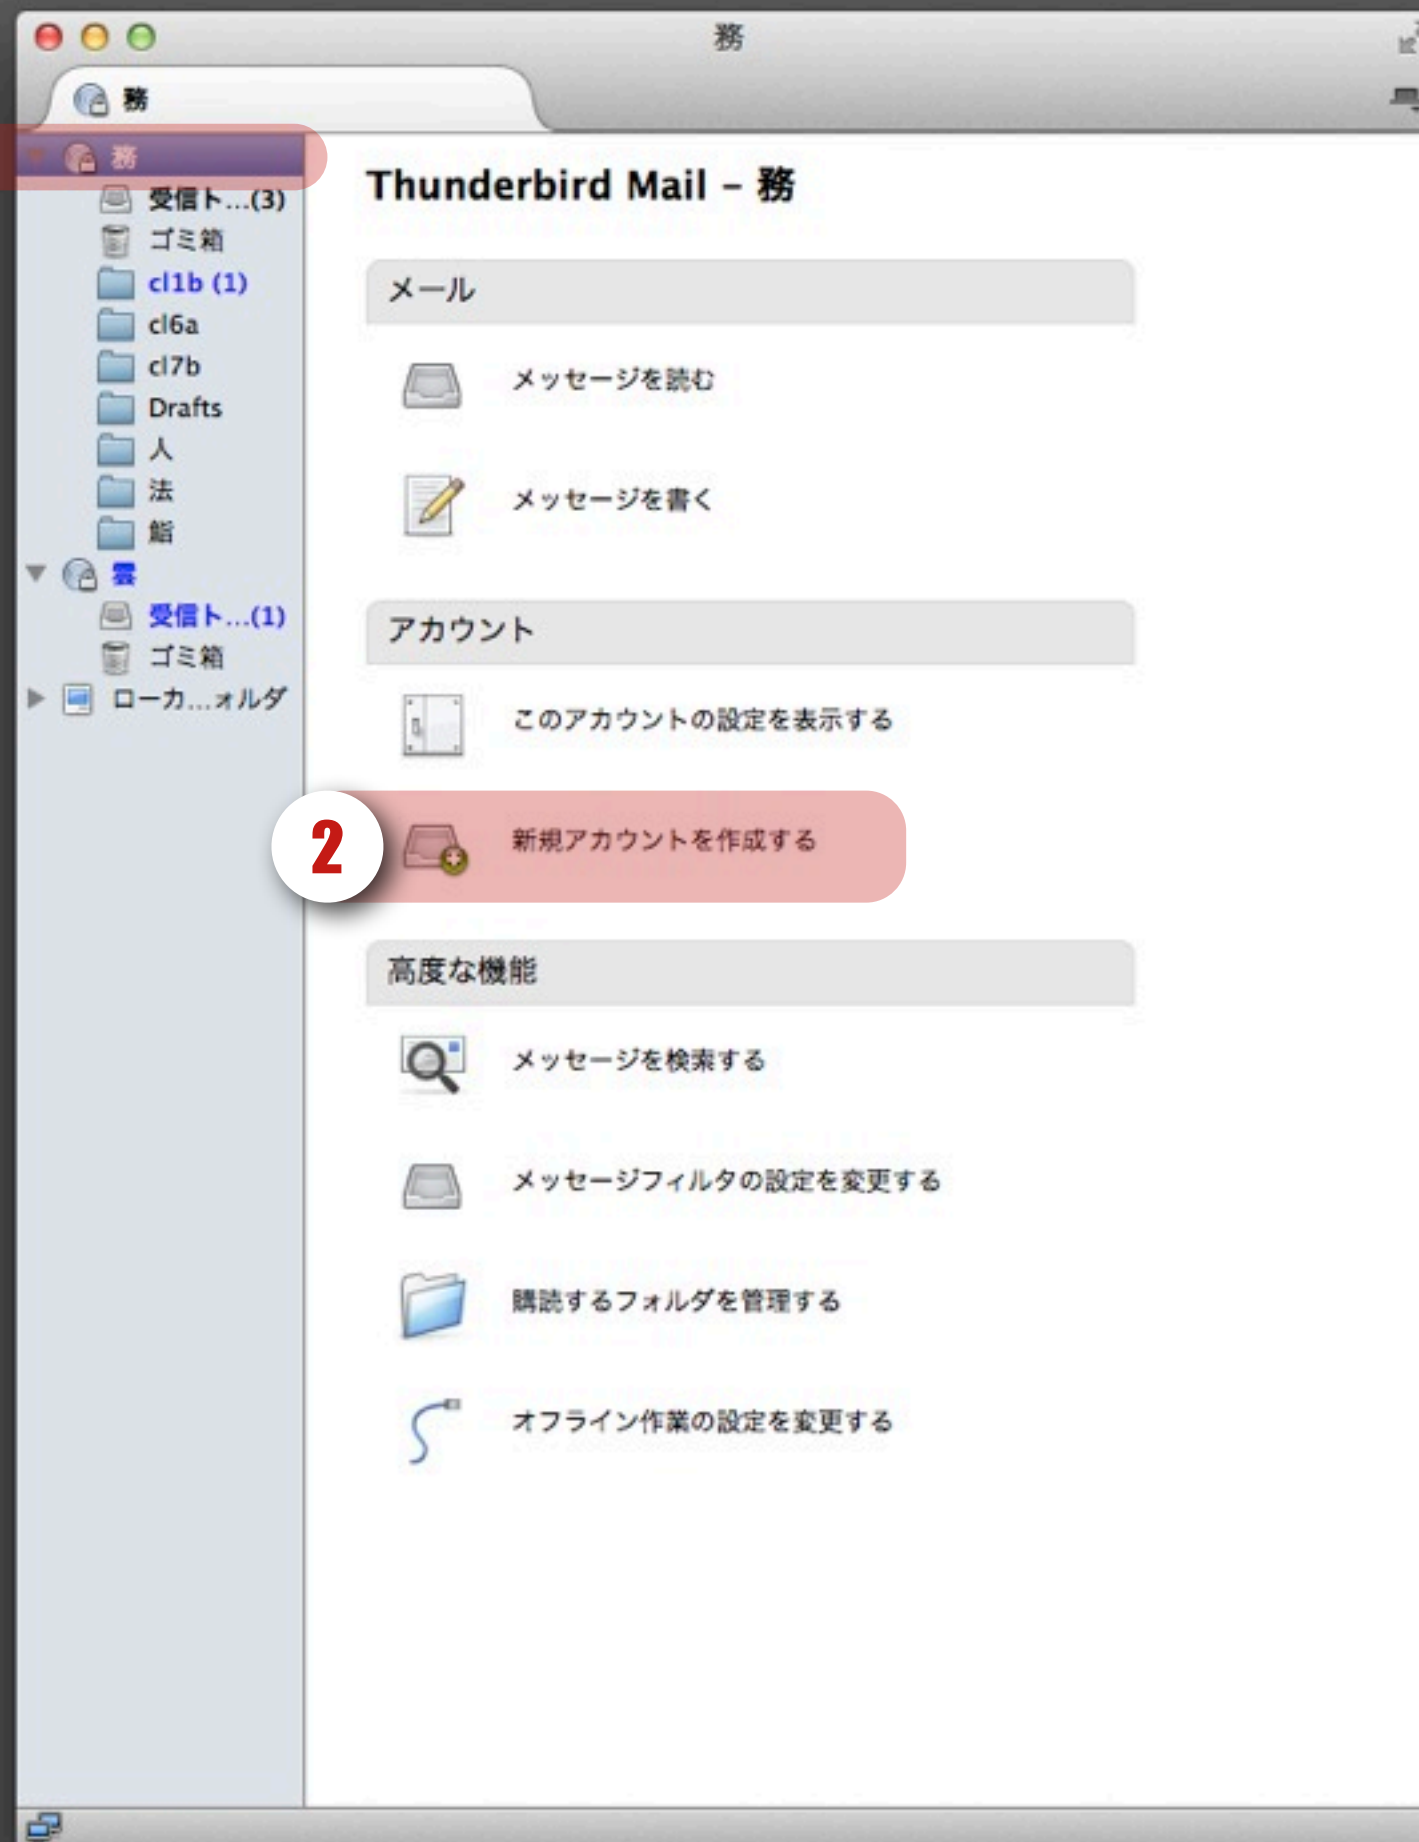 務
務
務
受信ト...(3)
ゴミ箱
cl1b (1)
cl6a
cl7b
Drafts
人
法
鮨
雲
受信ト...(1)
ゴミ箱
ローカ...ォルダ
Thunderbird Mail – 務
メール
メッセージを読む
メッセージを書く
アカウント
このアカウントの設定を表示する
2
新規アカウントを作成する
高度な機能
メッセージを検索する
メッセージフィルタの設定を変更する
購読するフォルダを管理する
オフライン作業の設定を変更する